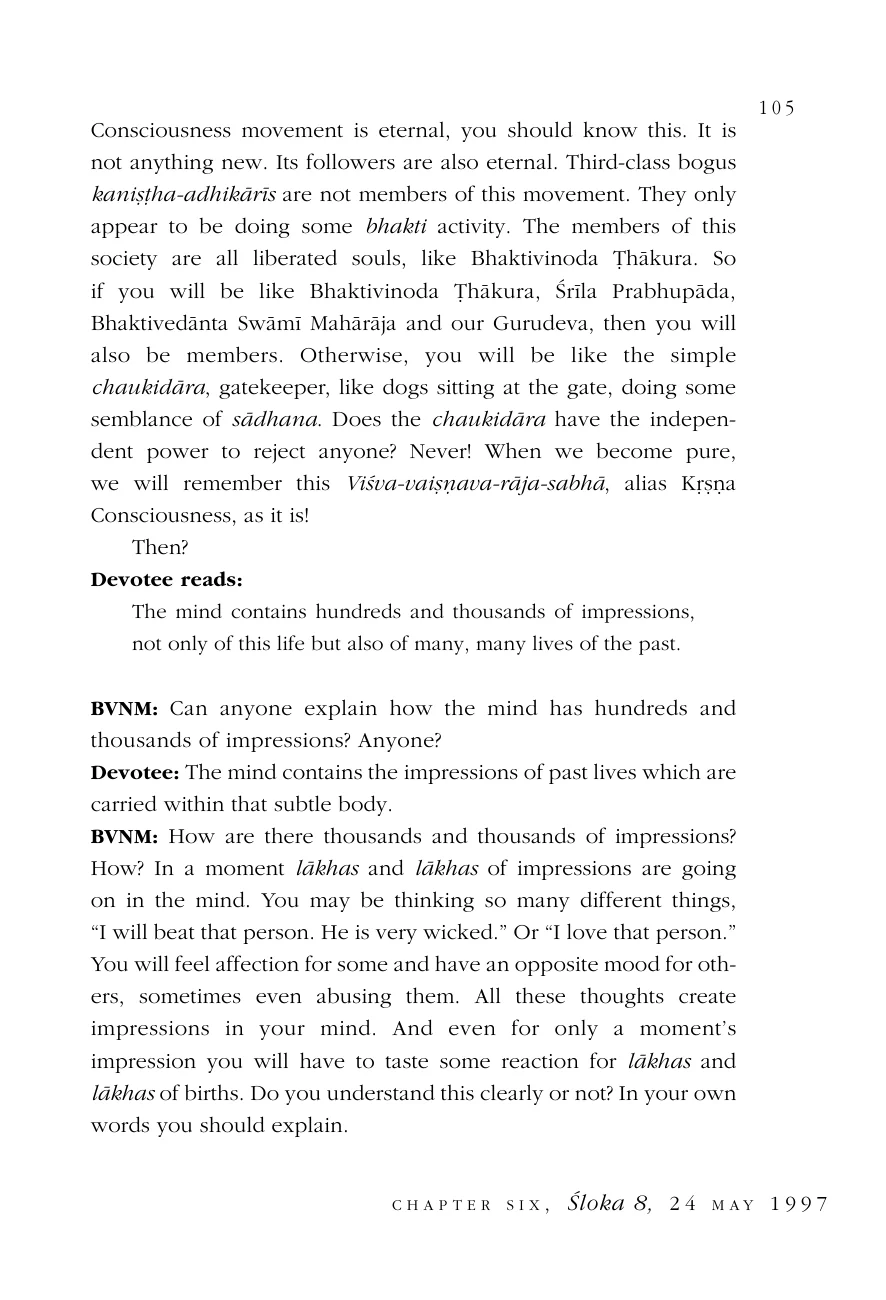 105
Consciousness movement is eternal, you should know this. It is
not anything new. Its followers are also eternal. Third-class bogus
kaniṣṭha-adhikārīs are not members of this movement. They only
appear to be doing some bhakti activity. The members of this
society are all liberated souls, like Bhaktivinoda Ṭhākura. So
if you will be like Bhaktivinoda Ṭhākura, Śrīla Prabhupāda,
Bhaktivedānta Swāmī Mahārāja and our Gurudeva, then you will
also be members. Otherwise, you will be like the simple
chaukidāra, gatekeeper, like dogs sitting at the gate, doing some
semblance of sādhana. Does the chaukidāra have the indepen-
dent power to reject anyone? Never! When we become pure,
we will remember this Viśva-vaiṣṇava-rāja-sabhā, alias Kṛṣṇa
Consciousness, as it is!
Then?
Devotee reads:
The mind contains hundreds and thousands of impressions,
not only of this life but also of many, many lives of the past.
BVNM: Can anyone explain how the mind has hundreds and
thousands of impressions? Anyone?
Devotee: The mind contains the impressions of past lives which are
carried within that subtle body.
BVNM: How are there thousands and thousands of impressions?
How? In a moment lākhas and lākhas of impressions are going
on in the mind. You may be thinking so many different things,
“I will beat that person. He is very wicked.” Or “I love that person.”
You will feel affection for some and have an opposite mood for oth-
ers, sometimes even abusing them. All these thoughts create
impressions in your mind. And even for only a moment’s
impression you will have to taste some reaction for lākhas and
lākhas of births. Do you understand this clearly or not? In your own
words you should explain.
CHAPTER SIX, Śloka 8, 24 MAY 1997